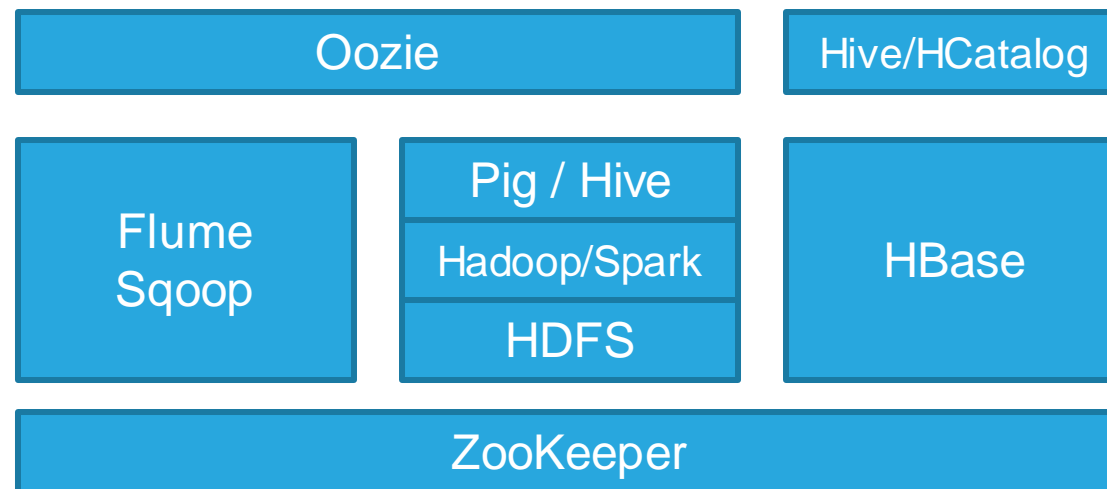 Oozie
Hive/HCatalog
Flume
Sqoop
Pig / Hive
Hadoop/Spark
HDFS
HBase
ZooKeeper